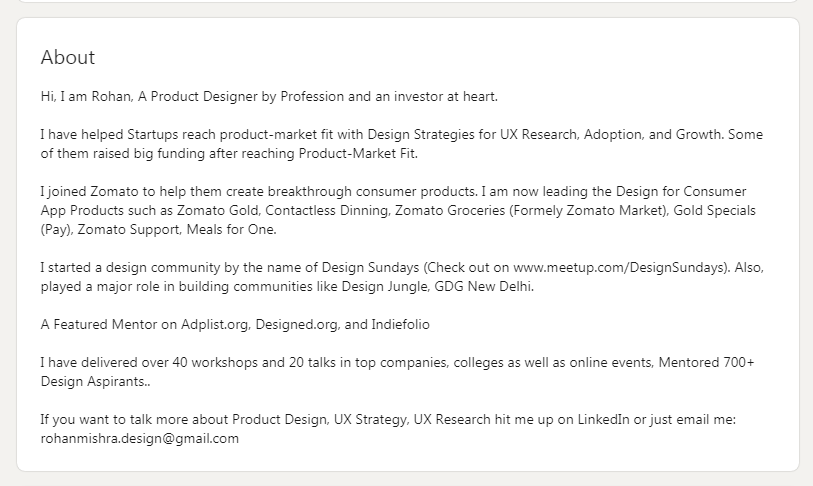 About
Hi, I am Rohan, A Product Designer by Profession and an investor at heart.
I have helped Startups reach product-market fit with Design Strategies for UX Research, Adoption, and Growth. Some
of them raised big funding after reaching Product-Market Fit.
I joined Zomato to help them create breakthrough consumer products. I am now leading the Design for Consumer
App Products such as Zomato Gold, Contactless Dinning, Zomato Groceries (Formely Zomato Market), Gold Specials
(Pay), Zomato Support, Meals for One.
I started a design community by the name of Design Sundays (Check out on www.meetup.com/DesignSundays). Also,
played a major role in building communities like Design Jungle, GDG New Delhi.
A Featured Mentor on Adplist.org, Designed.org, and Indiefolio
I have delivered over 40 workshops and 20 talks in top companies, colleges as well as online events, Mentored 700+
Design Aspirants..
If you want to talk more about Product Design, UX Strategy, UX Research hit me up on LinkedIn or just email me:
rohanmishra.design@gmail.com